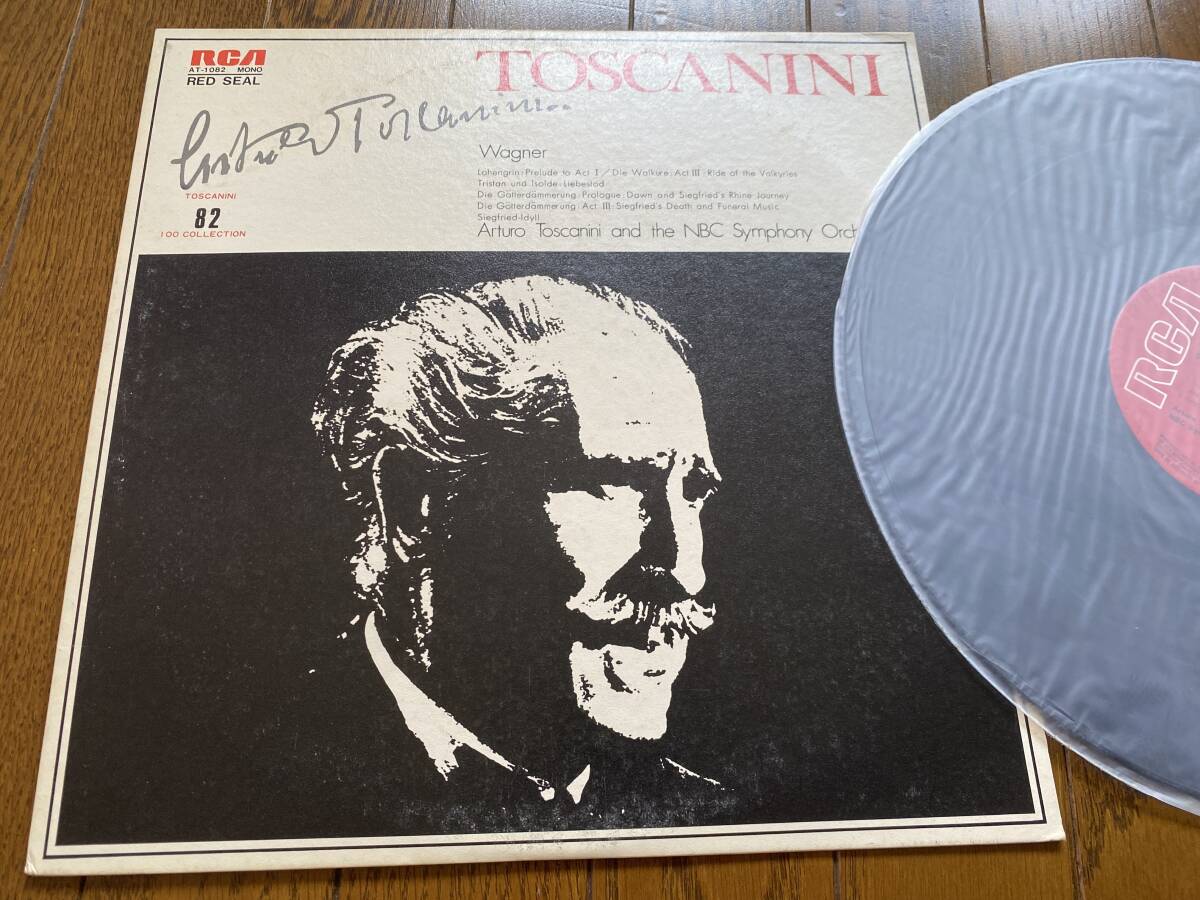 RCA
AT-1082 MONO
RED SEAL
TOSCANINI
Arturo Toscanini
TOSCANINI
82
100 COLLECTION
Wagner
Lohengrin: Prelude to Act I / Die Walküre: Act III: Ride of the Valkyries
Tristan und Isolde: Liebestod
Die Götterdämmerung: Prologue: Dawn and Siegfried's Rhine Journey
Die Götterdämmerung: Act III: Siegfried's Death and Funeral Music
Siegfried-Idyll
Arturo Toscanini and the NBC Symphony Orch
RCA